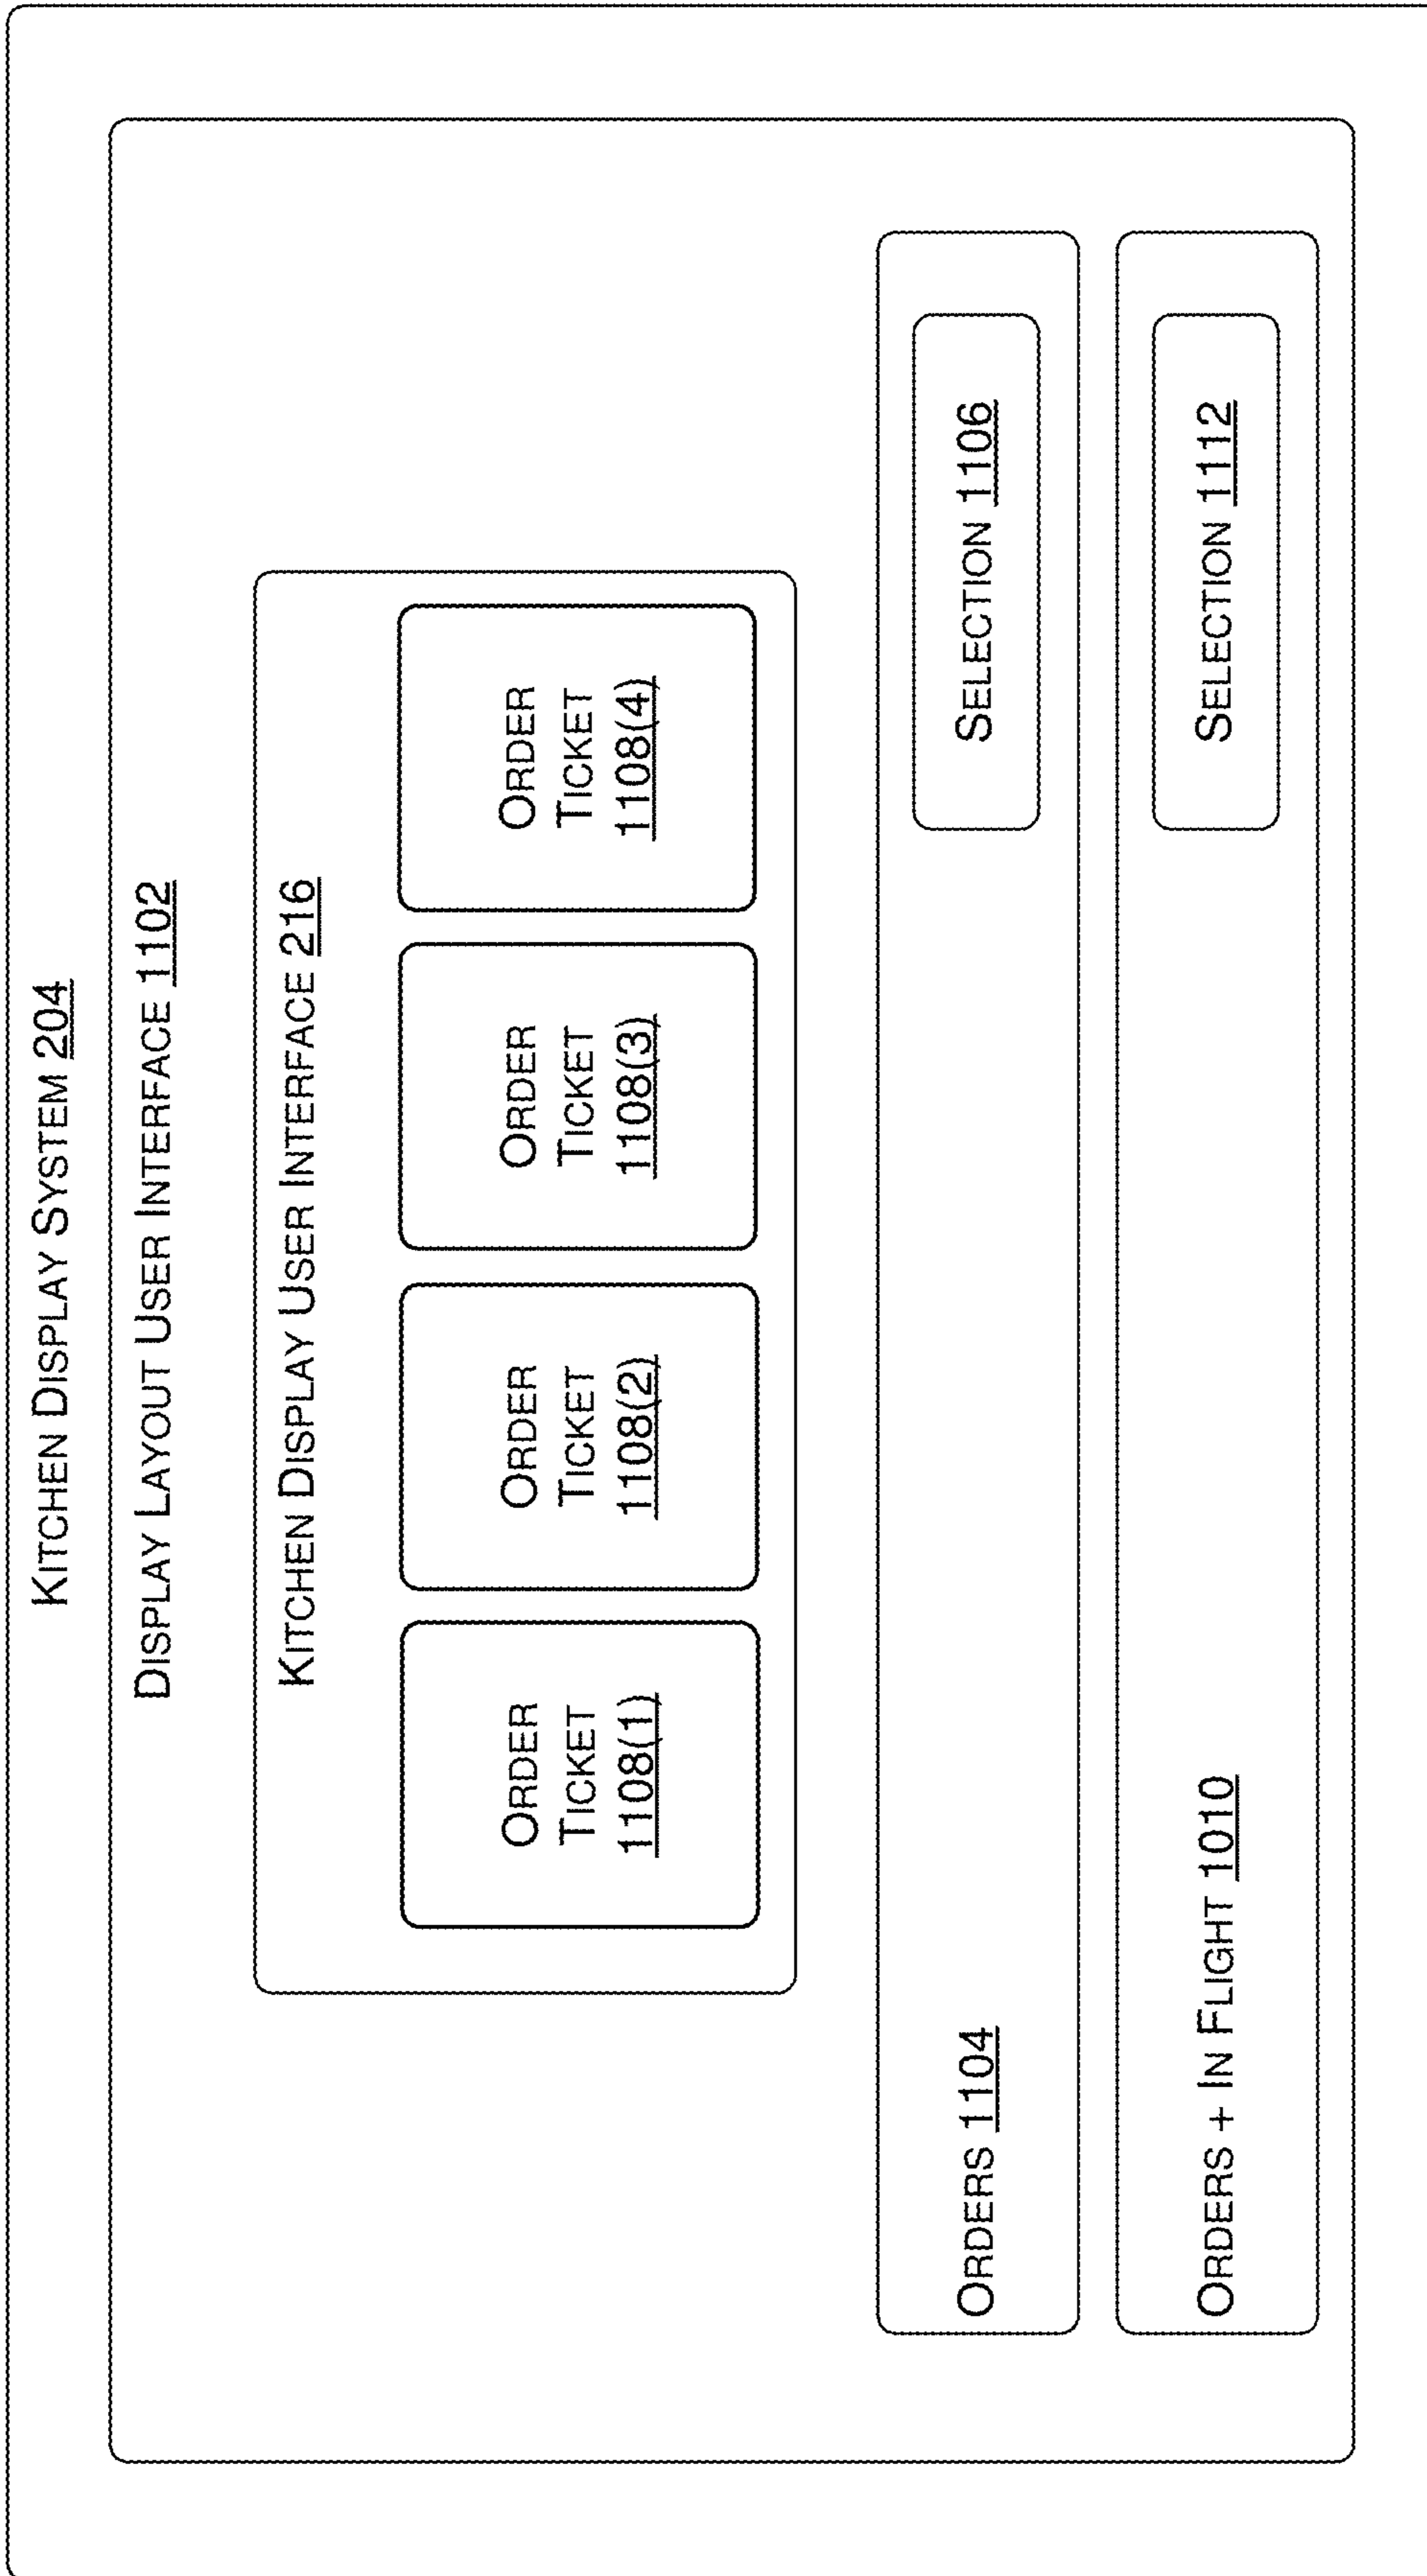 KITCHEN DISPLAY SYSTEM 204
DISPLAY LAYOUT USER INTERFACE 1102
KITCHEN DISPLAY USER INTERFACE 216
ORDER
TICKET
1108(1)
ORDER
TICKET
1108(2)
ORDER
TICKET
1108(3)
ORDER
TICKET
1108(4)
ORDERS 1104
SELECTION 1106
ORDERS + IN FLIGHT 1010
SELECTION 1112